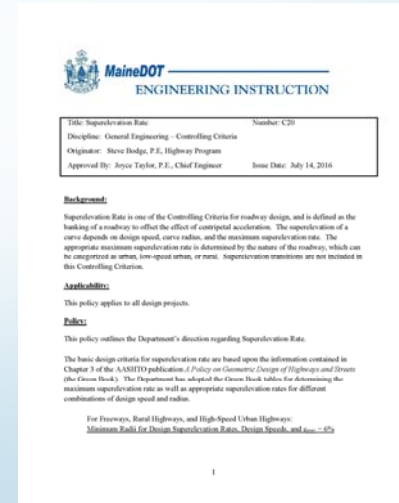 MaineDOT
ENGINEERING INSTRUCTION
Title: Superelevation Rate Number: C20
Discipline: General Engineering – Controlling Criteria
Originator: Steve Bodge, P.E, Highway Program
Approved By: Joyce Taylor, P.E., Chief Engineer Issue Date: July 14, 2016
Background:
Superelevation Rate is one of the Controlling Criteria for roadway design, and is defined as the
banking of a roadway to offset the effect of centripetal acceleration. The superelevation of a
curve depends on design speed, curve radius, and the maximum superelevation rate. The
appropriate maximum superelevation rate is determined by the nature of the roadway, which can
be categorized as urban, low-speed urban, or rural. Superelevation transitions are not included in
this Controlling Criterion.
Applicability:
This policy applies to all design projects.
Policy:
This policy outlines the Department's direction regarding Superelevation Rate.
The basic design criteria for superelevation rate are based upon the information contained in
Chapter 3 of the AASHTO publication A Policy on Geometric Design of Highways and Streets
(the Green Book). The Department has adopted the Green Book tables for determining the
maximum superelevation rate as well as appropriate superelevation rates for different
combinations of design speed and radius.
For Freeways, Rural Highways, and High-Speed Urban Highways:
Minimum Radii for Design Superelevation Rates, Design Speeds, and emax = 6%
1